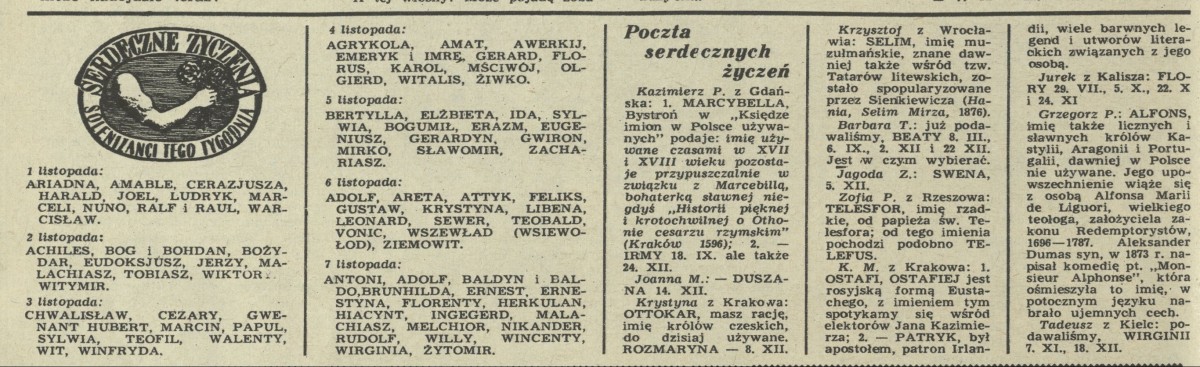 SERDECZNE ŻYCZENIA
SOLENIZANCI TEGO TYGODNIA
1 listopada:
ARIADNA, AMABLE, CERAZJUSZA,
HARALD, JOEL, LUDRYK, MAR-
CELI, NUNO, RALF i RAUL, WAR-
CISŁAW.
2 listopada:
ACHILES, BOG i BOHDAN, BOŻY-
DAR, EUDOKSJUSZ, JERZY, MA-
LACHIASZ, TOBIASZ, WIKTOR
WITYMIR.
3 listopada:
CHWALISŁAW, CEZARY, GWE-
NANT HUBERT, MARCIN, PAPUL,
SYLWIA, TEOFIL, WALENTY,
WIT, WINFRYDA.
4 listopada:
AGRYKOLA, AMAT, AWERKIJ,
EMERYK i IMRĘ, GERARD, FLO-
RUS, KAROL, MŚCIWÓJ, OL-
GIERD, WITALIS, ŻIWKO.
5 listopada:
BERTYLLA, ELŻBIETA, IDA, SYL-
WIA, BOGUMIŁ, ERAZM, EUGE-
NIUSZ, GERARDYN, GWIRON,
MIRKO, SŁAWOMIR, ZACHA-
RIASZ.
6 listopada:
ADOLF, ARETA, ATTYK, FELIKS,
GUSTAW, KRYSTYNA, LIBENA,
LEONARD, SEWER, TEOBALD,
VONIC, WSZEWŁAD (WSIEWO-
ŁOD), ZIEMOWIT.
7 listopada:
ANTONI, ADOLF, BALDYN i BAL-
DO,BRUNHILDA, ERNEST, ERNE-
STYNA, FLORENTY, HERKULAN,
HIACYNT, INGEGERD, MALA-
CHIASZ, MELCHIOR, NIKANDER,
RUDOLF, WILLY, WINCENTY,
WIRGINIA, ŻYTOMIR.
Poczta
serdecznych
życzeń
Kazimierz P. z Gdań-
ska: 1. MARCYBELLA,
Bystroń w „Księdze
imion w Polsce używa-
nych" podaje: imię uży-
wane czasami w XVII
i XVIII wieku pozosta-
je przypuszczalnie w
związku z Marcebillą,
bohaterką sławnej nie-
gdyś „Historii pięknej
i krotochwilnej o Otho-
nie cesarzu rzymskim"
(Kraków 1596); 2. —
IRMY 18. IX. ale także
24. XII.
Joanna M.: — DUSZA-
NA 14. XII.
Krystyna z Krakowa:
OTTOKAR, masz rację,
imię królów czeskich,
do dzisiaj używane.
ROZMARYNA — 8. XII.
Krzysztof z Wrocła-
wia: SELIM, imię mu-
zułmańskie, znane daw-
niej także wśród tzw.
Tatarów litewskich, zo-
stało spopularyzowane
przez Sienkiewicza (Ha-
nia, Selim Mirza, 1876).
Barbara T.: już poda-
waliśmy, BEATY 8. III.,
6. IX., 2. XII i 22 XII.
Jest w czym wybierać.
Jagoda Z.: SWENA,
5. XII.
Zofia P. z Rzeszowa:
TELESFOR, imię rzad-
kie, od papieża św. Te-
lesfora; od tego imienia
pochodzi podobno TE-
LEFUS.
K. M. z Krakowa: 1.
OSTAFI, OSTAFIEJ jest
rosyjską formą Eusta-
chego, z imieniem tym
spotykamy się wśród
elektorów Jana Kazimie-
rza; 2. — PATRYK, był
apostołem, patron Irlan-
dii, wiele barwnych le-
gend i utworów litera-
ckich związanych z jego
osobą.
Jurek z Kalisza: FLO-
RY 29. VII., 5. X., 22. X
i 24. XI
Grzegorz P.: ALFONS,
imię także licznych i
sławnych królów Ka-
stylii, Aragonii i Portu-
galii, dawniej w Polsce
nie używane. Jego upo-
wszechnienie wiąże się
z osobą Alfonsa Marii
de Liguori, wielkiego
teologa, założyciela za-
konu Redemptorystów,
1696—1787. Aleksander
Dumas syn, w 1873 r. na-
pisał komedię pt. „Mon-
sieur Alphonse", która
ośmieszyła to imię, w
potocznym języku na-
brało ujemnych cech.
Tadeusz z Kielc: po-
dawaliśmy, WIRGINII
7. XI., 18. XII.